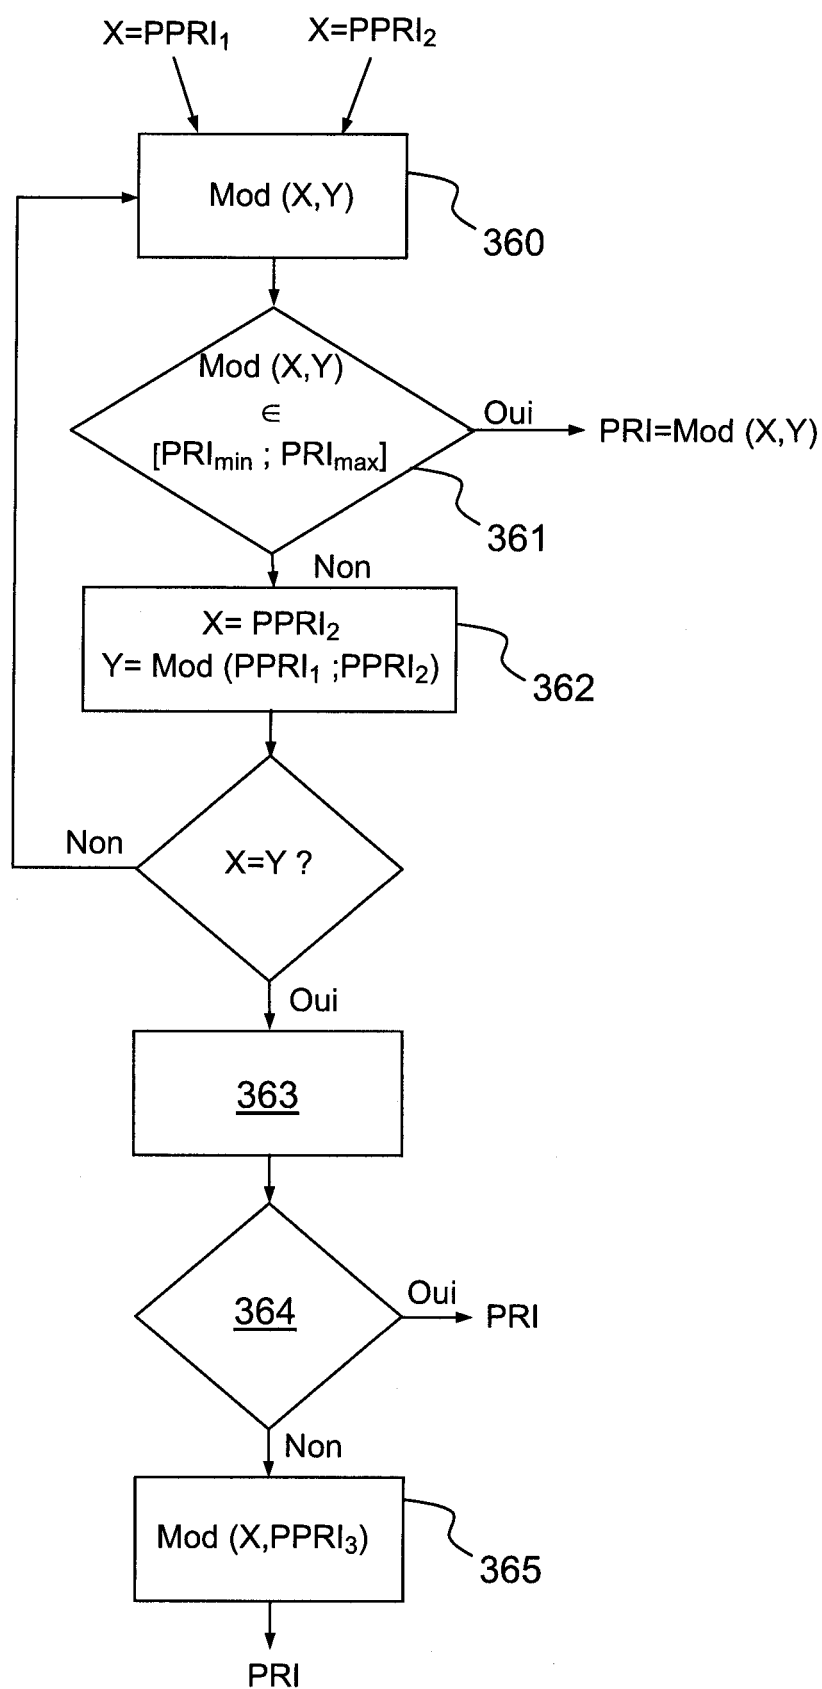 X=PPRI₁
X=PPRI₂
Mod (X,Y)
360
Mod (X,Y)
∈
[PRImin ; PRImax]
Oui
PRI=Mod (X,Y)
361
Non
X= PPRI₂
Y= Mod (PPRI₁ ;PPRI₂)
362
Non
X=Y ?
Oui
363
364
Oui
PRI
Non
Mod (X,PPRI₃)
365
PRI